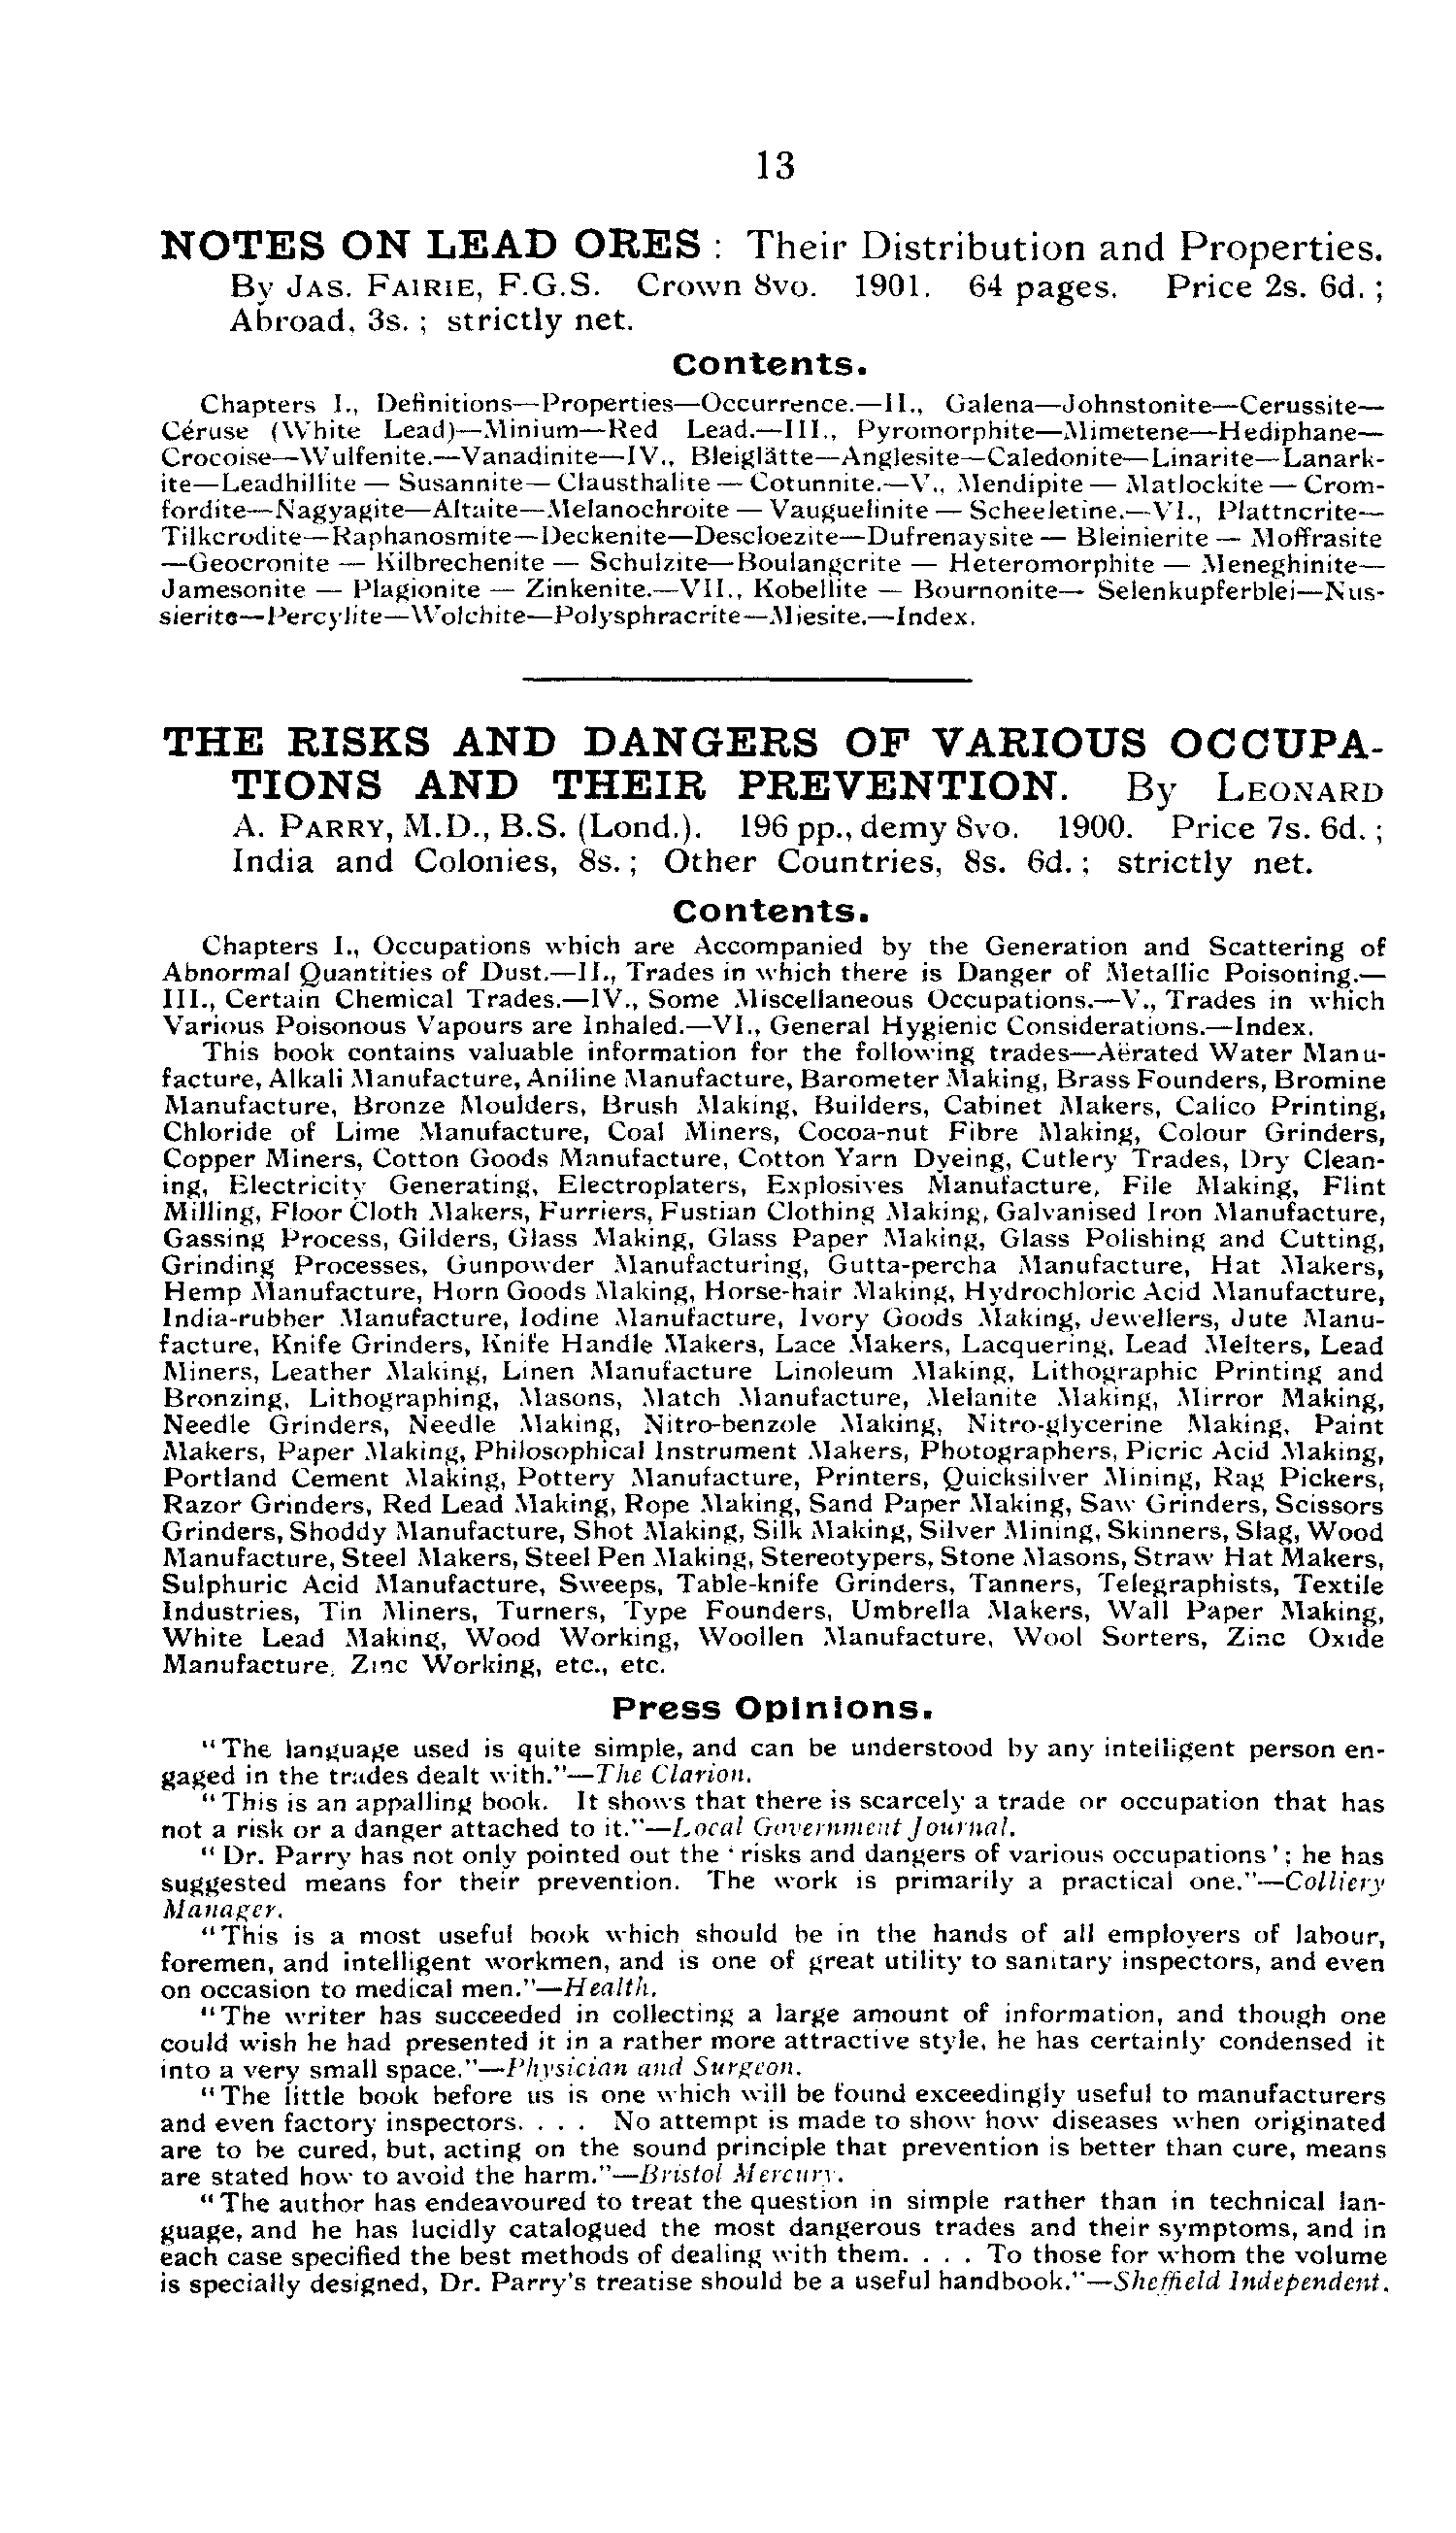 13
NOTES ON LEAD ORES : Their Distribution and Properties.
By JAS. FAIRIE, F.G.S. Crown 8vo. 1901. 64 pages. Price 2s. 6d. ;
Abroad, 3s. ; strictly net.
Contents.
Chapters I., Definitions—Properties—Occurrence.—II., Galena—Johnstonite—Cerussite—
Céruse (White Lead)—Minium—Red Lead.—III., Pyromorphite—Mimetene—Hediphane—
Crocoise—Wulfenite.—Vanadinite—IV., Bleiglätte—Anglesite—Caledonite—Linarite—Lanark-
ite—Leadhillite — Susannite— Clausthalite — Cotunnite.—V., Mendipite — Matlockite — Crom-
fordite—Nagyagite—Altaite—Melanochroite — Vauguelinite — Scheeletine.—VI., Plattnerite—
Tilkerodite—Raphanosmite—Deckenite—Descloezite—Dufrenaysite — Bleinierite — Moffrasite
—Geocronite — Kilbrechenite — Schulzite—Boulangerite — Heteromorphite — Meneghinite—
Jamesonite — Plagionite — Zinkenite.—VII., Kobellite — Bournonite— Selenkupferblei—Nus-
sierite—Percylite—Wolchite—Polysphracrite—Miesite.—Index.
THE RISKS AND DANGERS OF VARIOUS OCCUPA-
TIONS AND THEIR PREVENTION. By LEONARD
A. PARRY, M.D., B.S. (Lond.). 196 pp., demy 8vo. 1900. Price 7s. 6d. ;
India and Colonies, 8s. ; Other Countries, 8s. 6d. ; strictly net.
Contents.
Chapters I., Occupations which are Accompanied by the Generation and Scattering of
Abnormal Quantities of Dust.—II., Trades in which there is Danger of Metallic Poisoning.—
III., Certain Chemical Trades.—IV., Some Miscellaneous Occupations.—V., Trades in which
Various Poisonous Vapours are Inhaled.—VI., General Hygienic Considerations.—Index.
This book contains valuable information for the following trades—Aërated Water Manu-
facture, Alkali Manufacture, Aniline Manufacture, Barometer Making, Brass Founders, Bromine
Manufacture, Bronze Moulders, Brush Making, Builders, Cabinet Makers, Calico Printing,
Chloride of Lime Manufacture, Coal Miners, Cocoa-nut Fibre Making, Colour Grinders,
Copper Miners, Cotton Goods Manufacture, Cotton Yarn Dyeing, Cutlery Trades, Dry Clean-
ing, Electricity Generating, Electroplaters, Explosives Manufacture, File Making, Flint
Milling, Floor Cloth Makers, Furriers, Fustian Clothing Making, Galvanised Iron Manufacture,
Gassing Process, Gilders, Glass Making, Glass Paper Making, Glass Polishing and Cutting,
Grinding Processes, Gunpowder Manufacturing, Gutta-percha Manufacture, Hat Makers,
Hemp Manufacture, Horn Goods Making, Horse-hair Making, Hydrochloric Acid Manufacture,
India-rubber Manufacture, Iodine Manufacture, Ivory Goods Making, Jewellers, Jute Manu-
facture, Knife Grinders, Knife Handle Makers, Lace Makers, Lacquering, Lead Melters, Lead
Miners, Leather Making, Linen Manufacture Linoleum Making, Lithographic Printing and
Bronzing, Lithographing, Masons, Match Manufacture, Melanite Making, Mirror Making,
Needle Grinders, Needle Making, Nitro-benzole Making, Nitro-glycerine Making, Paint
Makers, Paper Making, Philosophical Instrument Makers, Photographers, Picric Acid Making,
Portland Cement Making, Pottery Manufacture, Printers, Quicksilver Mining, Rag Pickers,
Razor Grinders, Red Lead Making, Rope Making, Sand Paper Making, Saw Grinders, Scissors
Grinders, Shoddy Manufacture, Shot Making, Silk Making, Silver Mining, Skinners, Slag, Wood
Manufacture, Steel Makers, Steel Pen Making, Stereotypers, Stone Masons, Straw Hat Makers,
Sulphuric Acid Manufacture, Sweeps, Table-knife Grinders, Tanners, Telegraphists, Textile
Industries, Tin Miners, Turners, Type Founders, Umbrella Makers, Wall Paper Making,
White Lead Making, Wood Working, Woollen Manufacture, Wool Sorters, Zinc Oxide
Manufacture, Zinc Working, etc., etc.
Press Opinions.
"The language used is quite simple, and can be understood by any intelligent person en-
gaged in the trades dealt with."—The Clarion.
"This is an appalling book. It shows that there is scarcely a trade or occupation that has
not a risk or a danger attached to it."—Local Government Journal.
"Dr. Parry has not only pointed out the 'risks and dangers of various occupations'; he has
suggested means for their prevention. The work is primarily a practical one."—Colliery
Manager.
"This is a most useful book which should be in the hands of all employers of labour,
foremen, and intelligent workmen, and is one of great utility to sanitary inspectors, and even
on occasion to medical men."—Health.
"The writer has succeeded in collecting a large amount of information, and though one
could wish he had presented it in a rather more attractive style, he has certainly condensed it
into a very small space."—Physician and Surgeon.
"The little book before us is one which will be found exceedingly useful to manufacturers
and even factory inspectors. . . . No attempt is made to show how diseases when originated
are to be cured, but, acting on the sound principle that prevention is better than cure, means
are stated how to avoid the harm."—Bristol Mercury.
"The author has endeavoured to treat the question in simple rather than in technical lan-
guage, and he has lucidly catalogued the most dangerous trades and their symptoms, and in
each case specified the best methods of dealing with them. . . . To those for whom the volume
is specially designed, Dr. Parry's treatise should be a useful handbook."—Sheffield Independent.